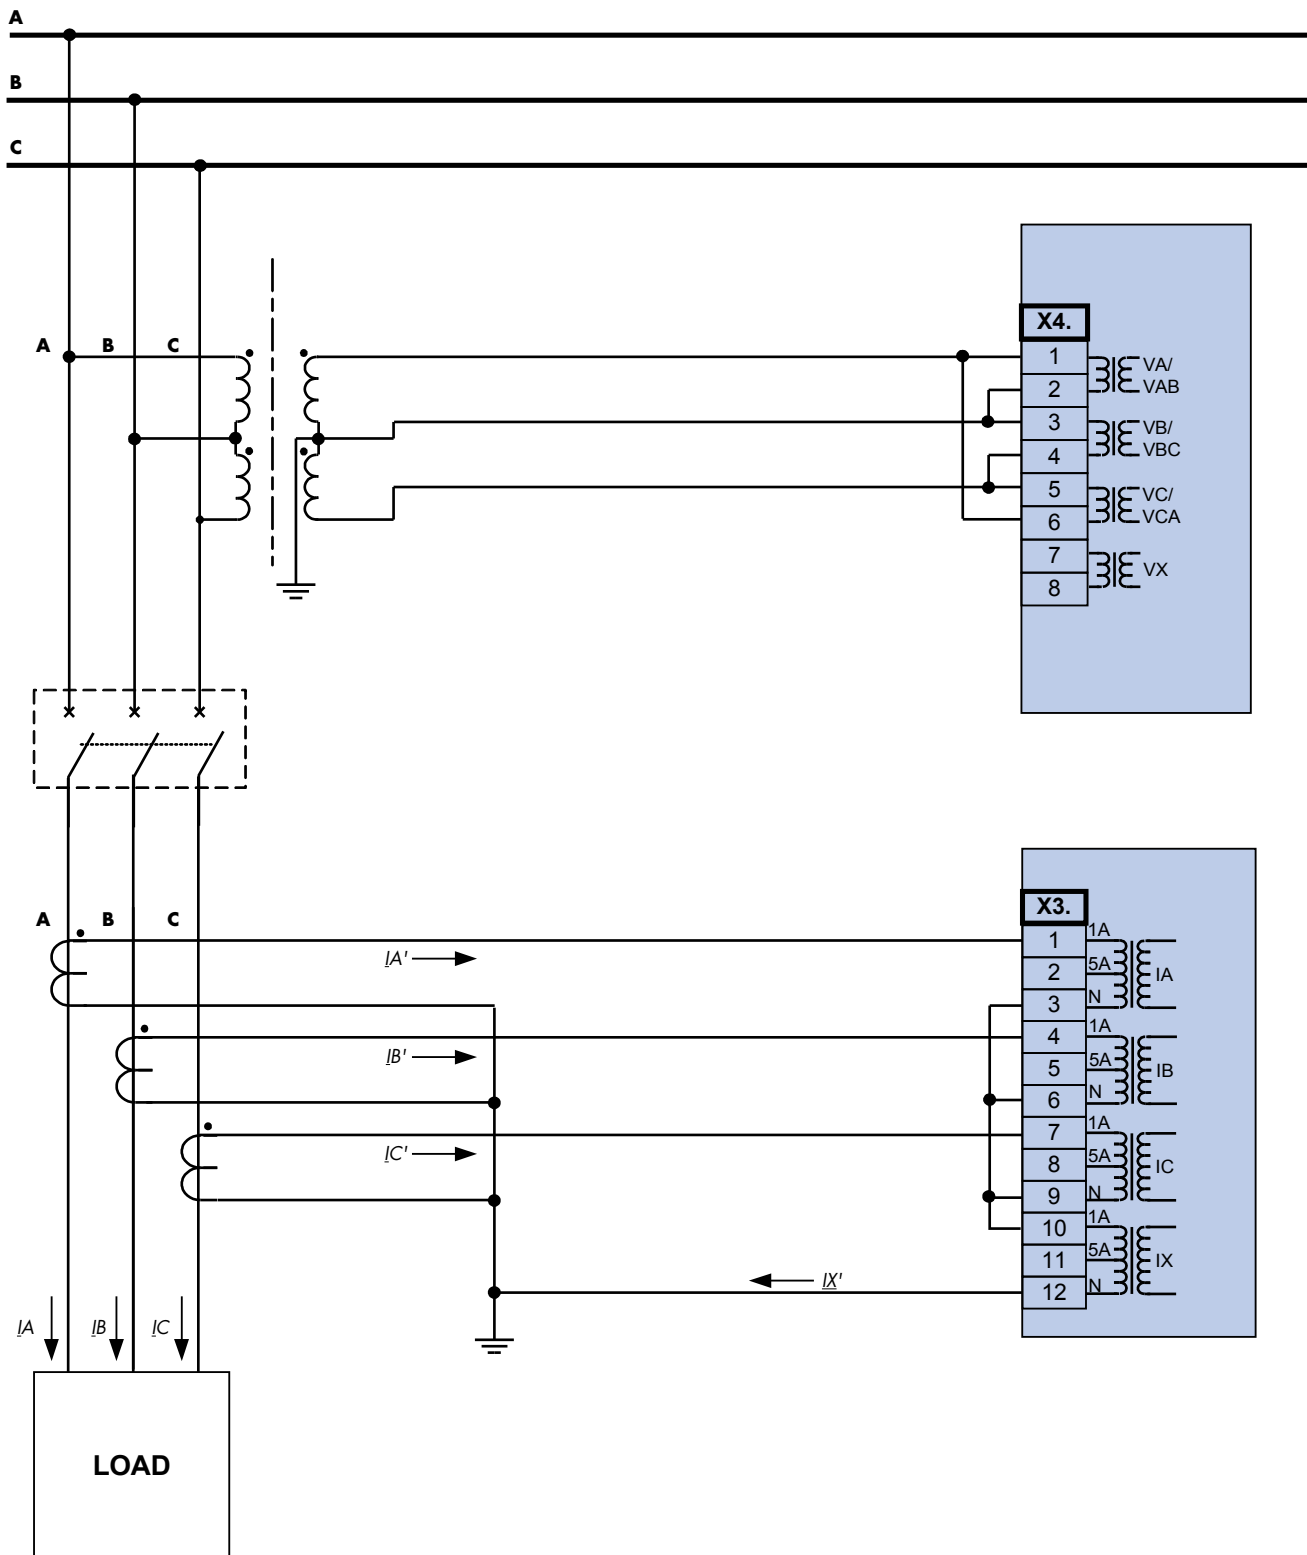 A
B
C
A B C
X4.
1
2
3
4
5
6
7
8
VA/
VAB
VB/
VBC
VC/
VCA
VX
A B C
X3.
1 1A
2 5A IA
3 N
4 1A
5 5A IB
6 N
7 1A
8 5A IC
9 N
10 1A
11 5A IX
12 N
IA'
IB'
IC'
IX'
IA IB IC
LOAD